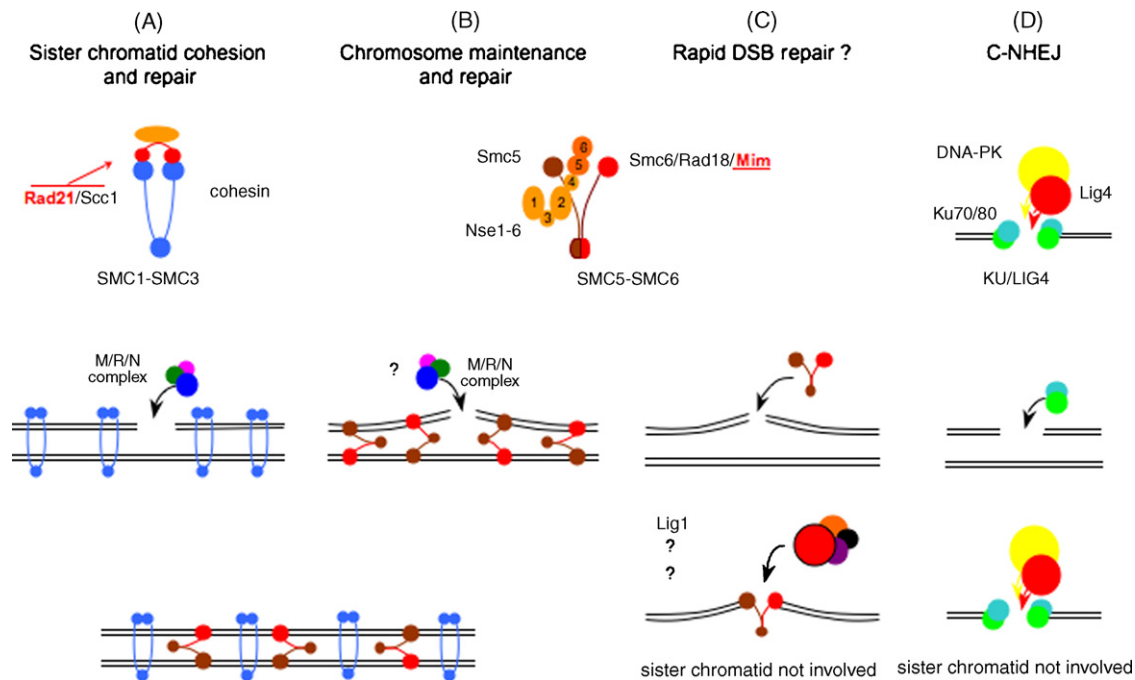 (A)
Sister chromatid cohesion
and repair
Rad21/Scc1
cohesin
SMC1-SMC3
M/R/N
complex
(B)
Chromosome maintenance
and repair
Smc5
6
5
4
1
2
3
Smc6/Rad18/Mim
Nse1-6
SMC5-SMC6
?
M/R/N
complex
(C)
Rapid DSB repair ?
Lig1
?
?
sister chromatid not involved
(D)
C-NHEJ
DNA-PK
Lig4
Ku70/80
KU/LIG4
sister chromatid not involved